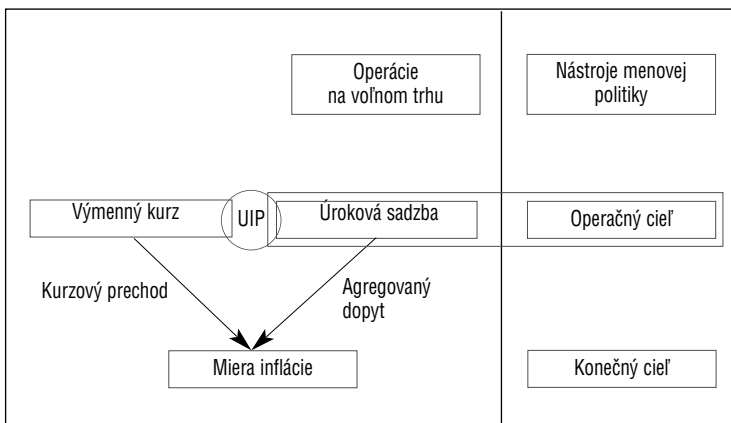 Operácie
na voľnom trhu
Nástroje menovej
politiky
Výmenný kurz
UIP
Úroková sadzba
Operačný cieľ
Kurzový prechod
Agregovaný
dopyt
Miera inflácie
Konečný cieľ